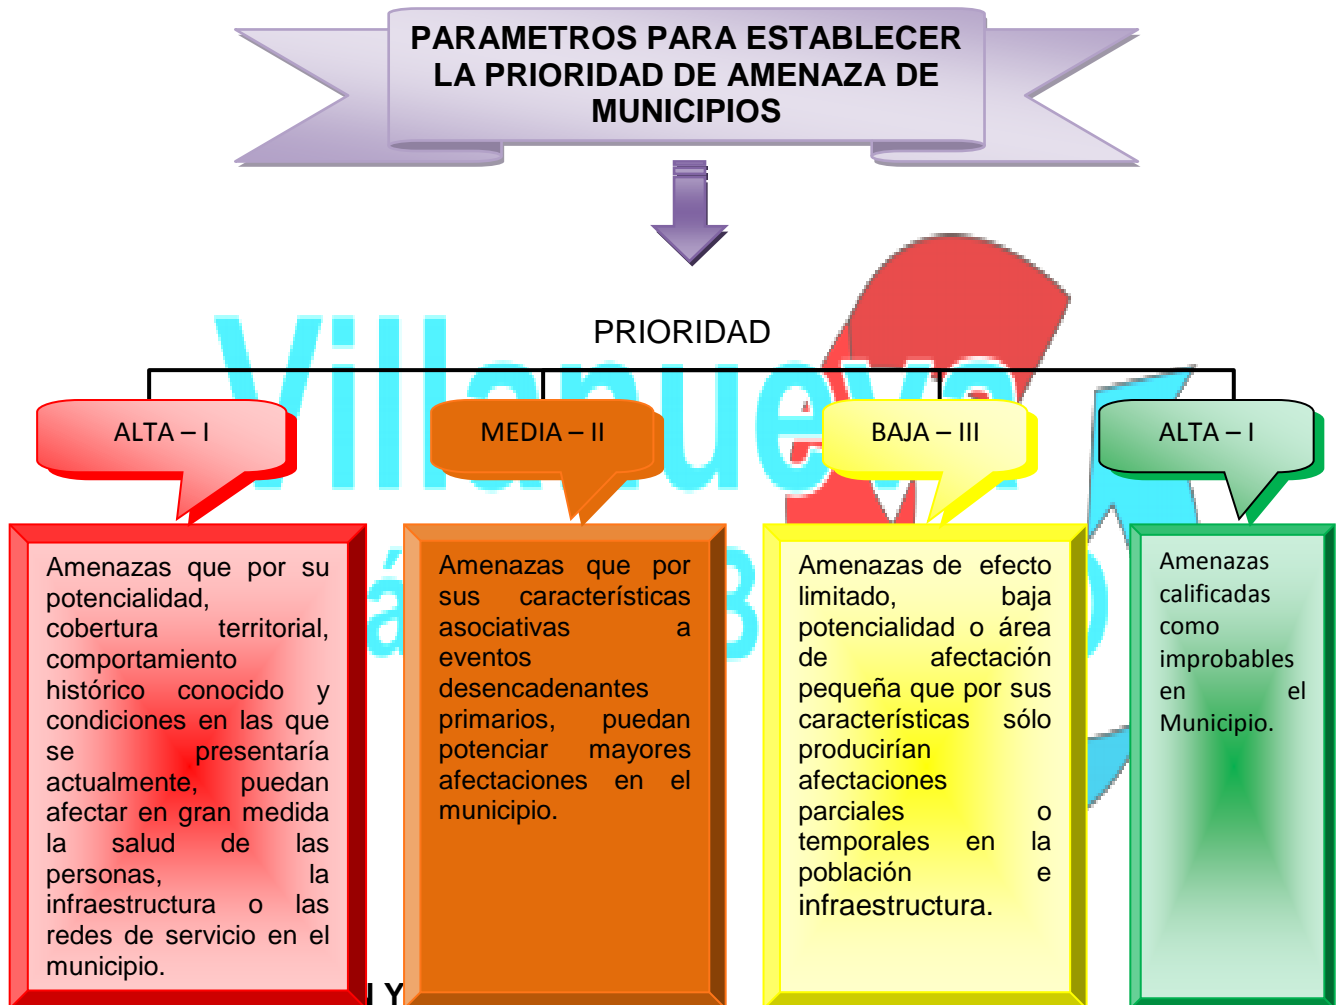 PARAMETROS PARA ESTABLECER
LA PRIORIDAD DE AMENAZA DE
MUNICIPIOS
PRIORIDAD
Villanueva
ALTA – I
MEDIA – II
BAJA – III
ALTA – I
Amenazas que por su
potencialidad,
cobertura territorial,
comportamiento
histórico conocido y
condiciones en las que
se presentaría
actualmente, puedan
afectar en gran medida
la salud de las
personas, la
infraestructura o las
redes de servicio en el
municipio.
Amenazas que por
sus características
asociativas a
eventos
desencadenantes
primarios, puedan
potenciar mayores
afectaciones en el
municipio.
Amenazas de efecto
limitado, baja
potencialidad o área
de afectación
pequeña que por sus
características sólo
producirían
afectaciones
parciales o
temporales en la
población e
infraestructura.
Amenazas
calificadas
como
improbables
en el
Municipio.